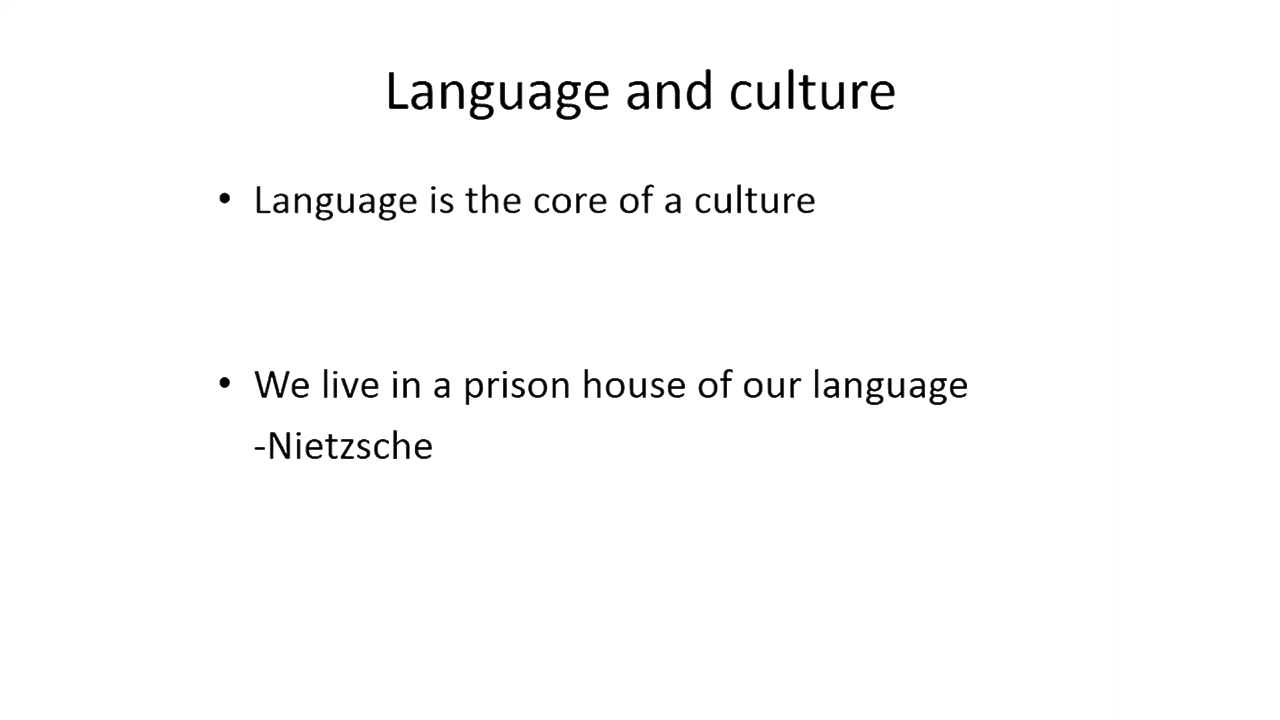 Language and culture
• Language is the core of a culture
• We live in a prison house of our language
-Nietzsche